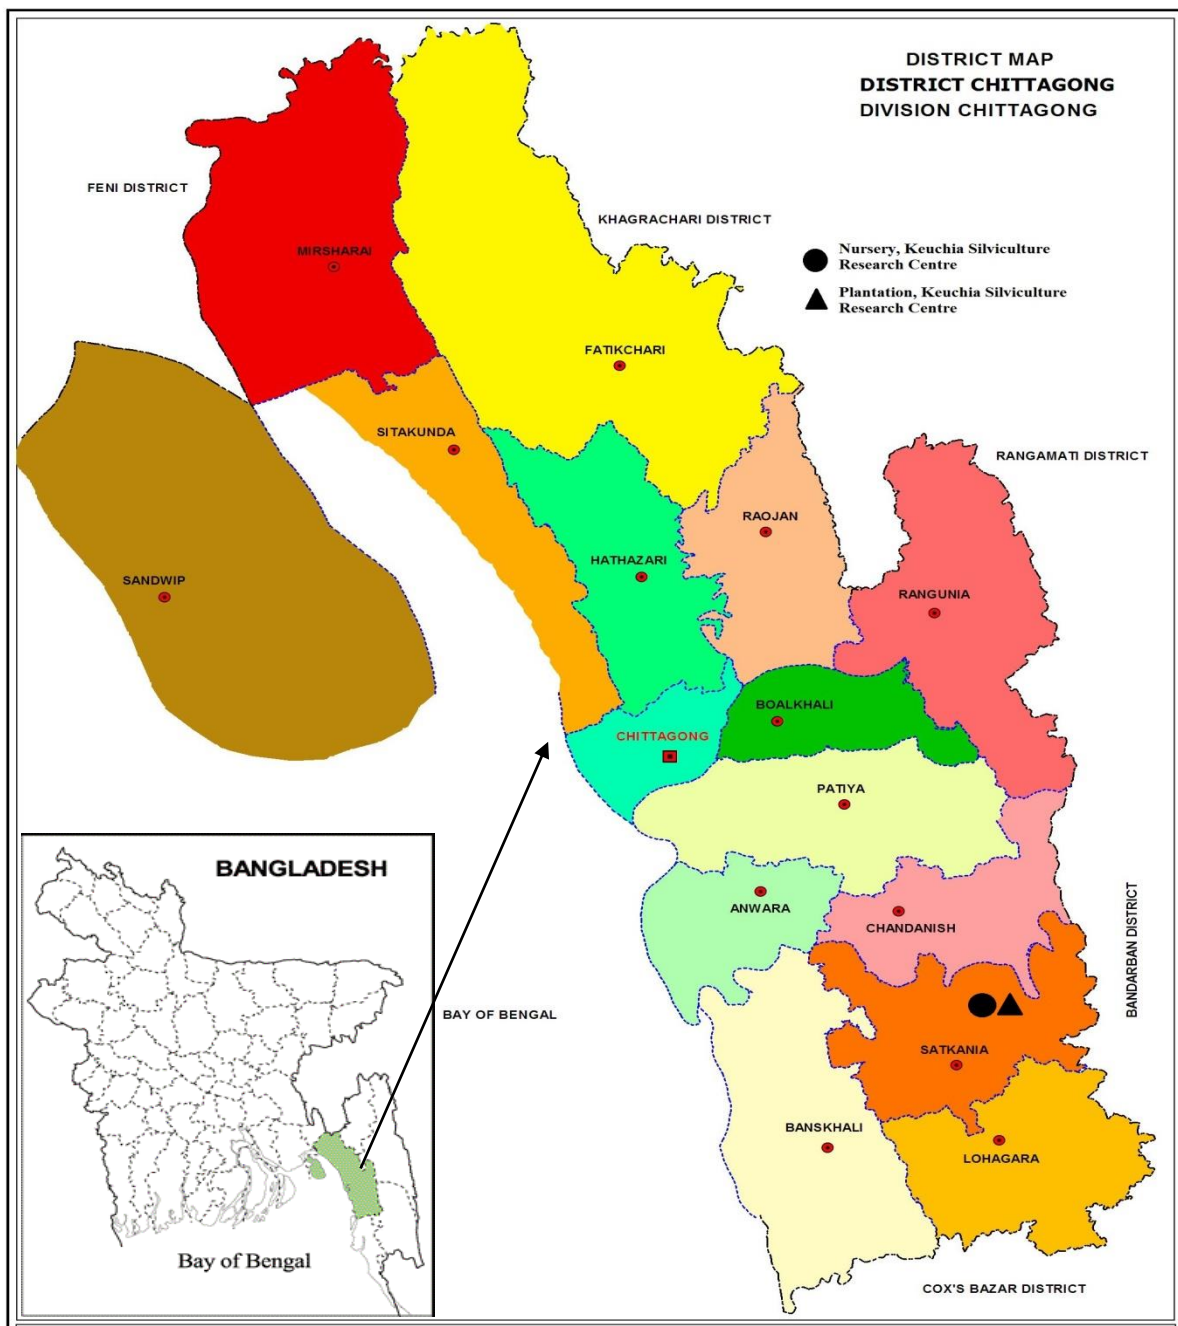 DISTRICT MAP
DISTRICT CHITTAGONG
DIVISION CHITTAGONG
FENI DISTRICT
KHAGRACHARI DISTRICT
MIRSHARAI
Nursery, Keuchia Silviculture
Research Centre
Plantation, Keuchia Silviculture
Research Centre
FATIKCHARI
SITAKUNDA
RANGAMATI DISTRICT
RAOJAN
HATHAZARI
SANDWIP
RANGUNIA
BOALKHALI
CHITTAGONG
PATIYA
BANGLADESH
ANWARA
CHANDANISH
BANDARBAN DISTRICT
BAY OF BENGAL
SATKANIA
BANSKHALI
LOHAGARA
Bay of Bengal
COX'S BAZAR DISTRICT